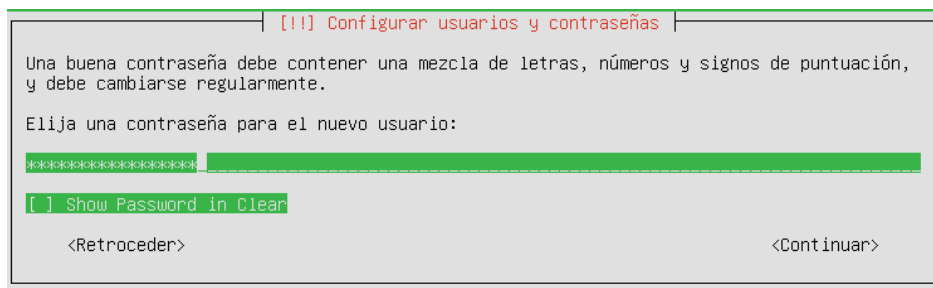 [!!] Configurar usuarios y contraseñas
Una buena contraseña debe contener una mezcla de letras, números y signos de puntuación,
y debe cambiarse regularmente.
Elija una contraseña para el nuevo usuario:
*****************
[ ] Show Password in Clear
<Retroceder> <Continuar>